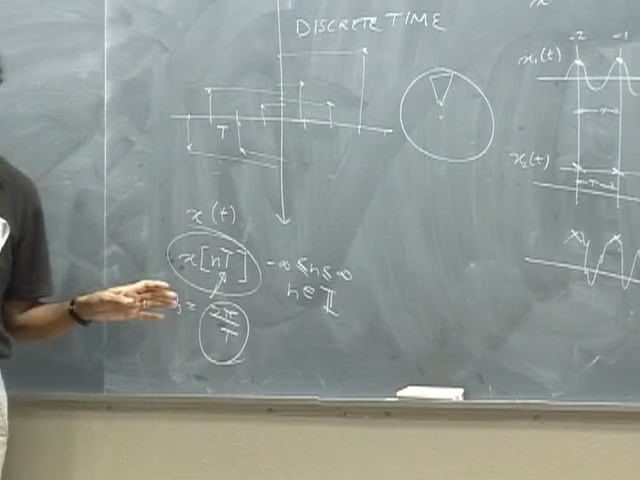 DISCRETE TIME
x
-2 -1
x₁(t)
T
T
x₂(t)
T
x(t)
x[nT]
-∞ ≤ n ≤ ∞
n ∈ I
2π
T